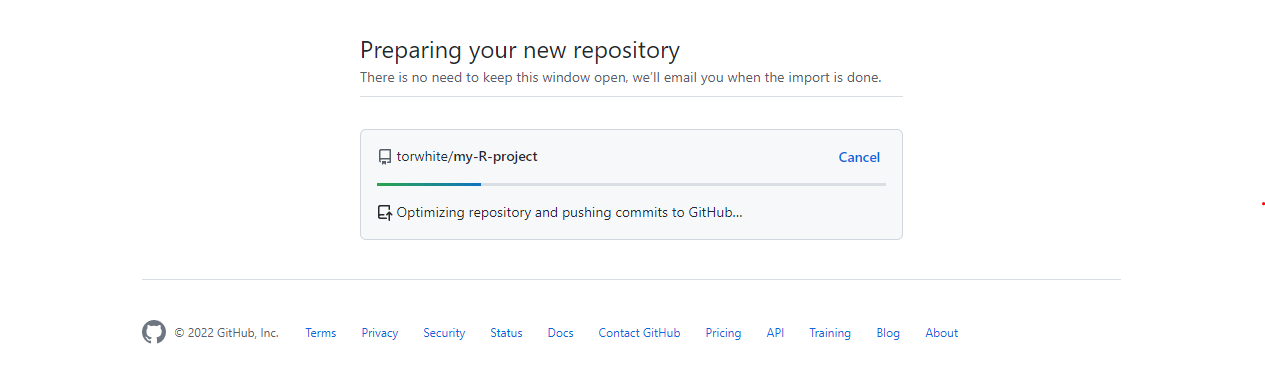 Preparing your new repository
There is no need to keep this window open, we'll email you when the import is done.
torwhite/my-R-project
Cancel
Optimizing repository and pushing commits to GitHub...
© 2022 GitHub, Inc. Terms Privacy Security Status Docs Contact GitHub Pricing API Training Blog About